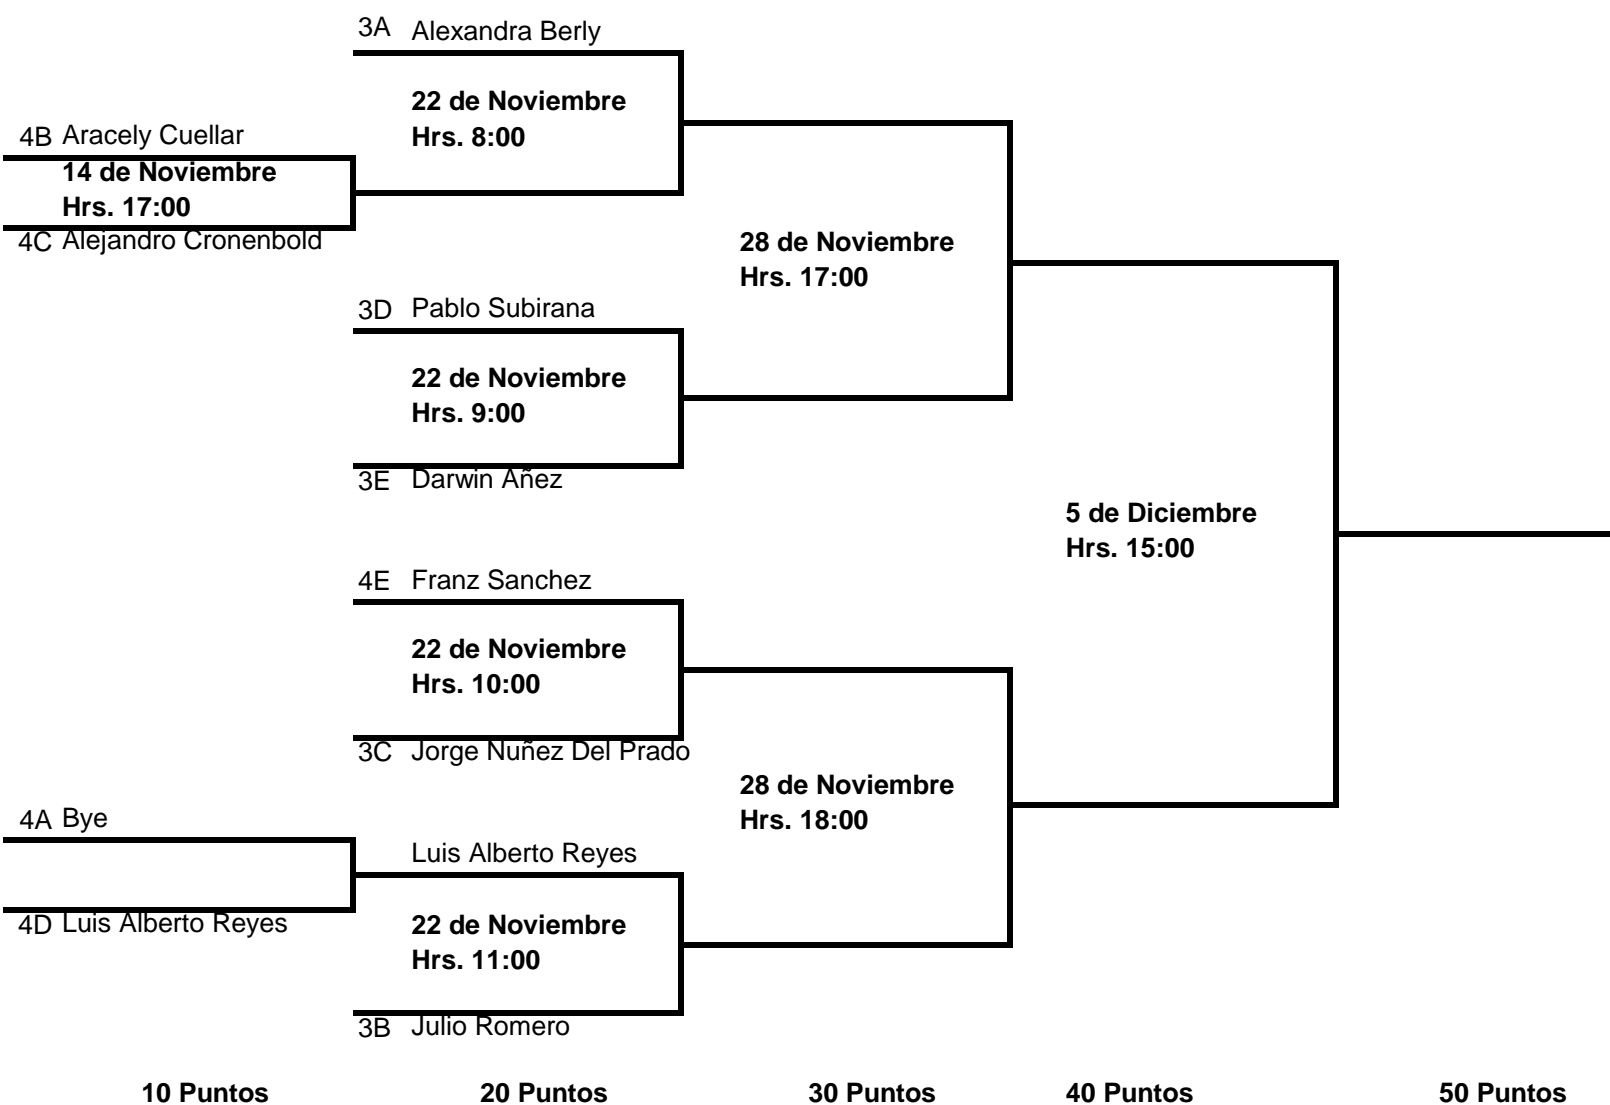 3A Alexandra Berly
22 de Noviembre
Hrs. 8:00
4B Aracely Cuellar
14 de Noviembre
Hrs. 17:00
4C Alejandro Cronenbold
28 de Noviembre
Hrs. 17:00
3D Pablo Subirana
22 de Noviembre
Hrs. 9:00
3E Darwin Añez
5 de Diciembre
Hrs. 15:00
4E Franz Sanchez
22 de Noviembre
Hrs. 10:00
3C Jorge Nuñez Del Prado
28 de Noviembre
Hrs. 18:00
4A Bye
Luis Alberto Reyes
4D Luis Alberto Reyes
22 de Noviembre
Hrs. 11:00
3B Julio Romero
10 Puntos 20 Puntos 30 Puntos 40 Puntos 50 Puntos